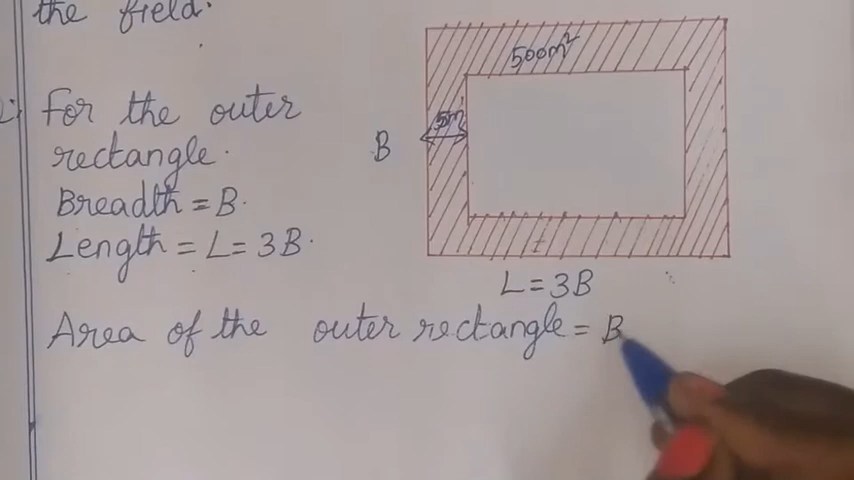 the field.
For the outer
rectangle.
Breadth = B.
Length = L = 3B.
500m²
5m
B
L = 3B
Area of the outer rectangle = B